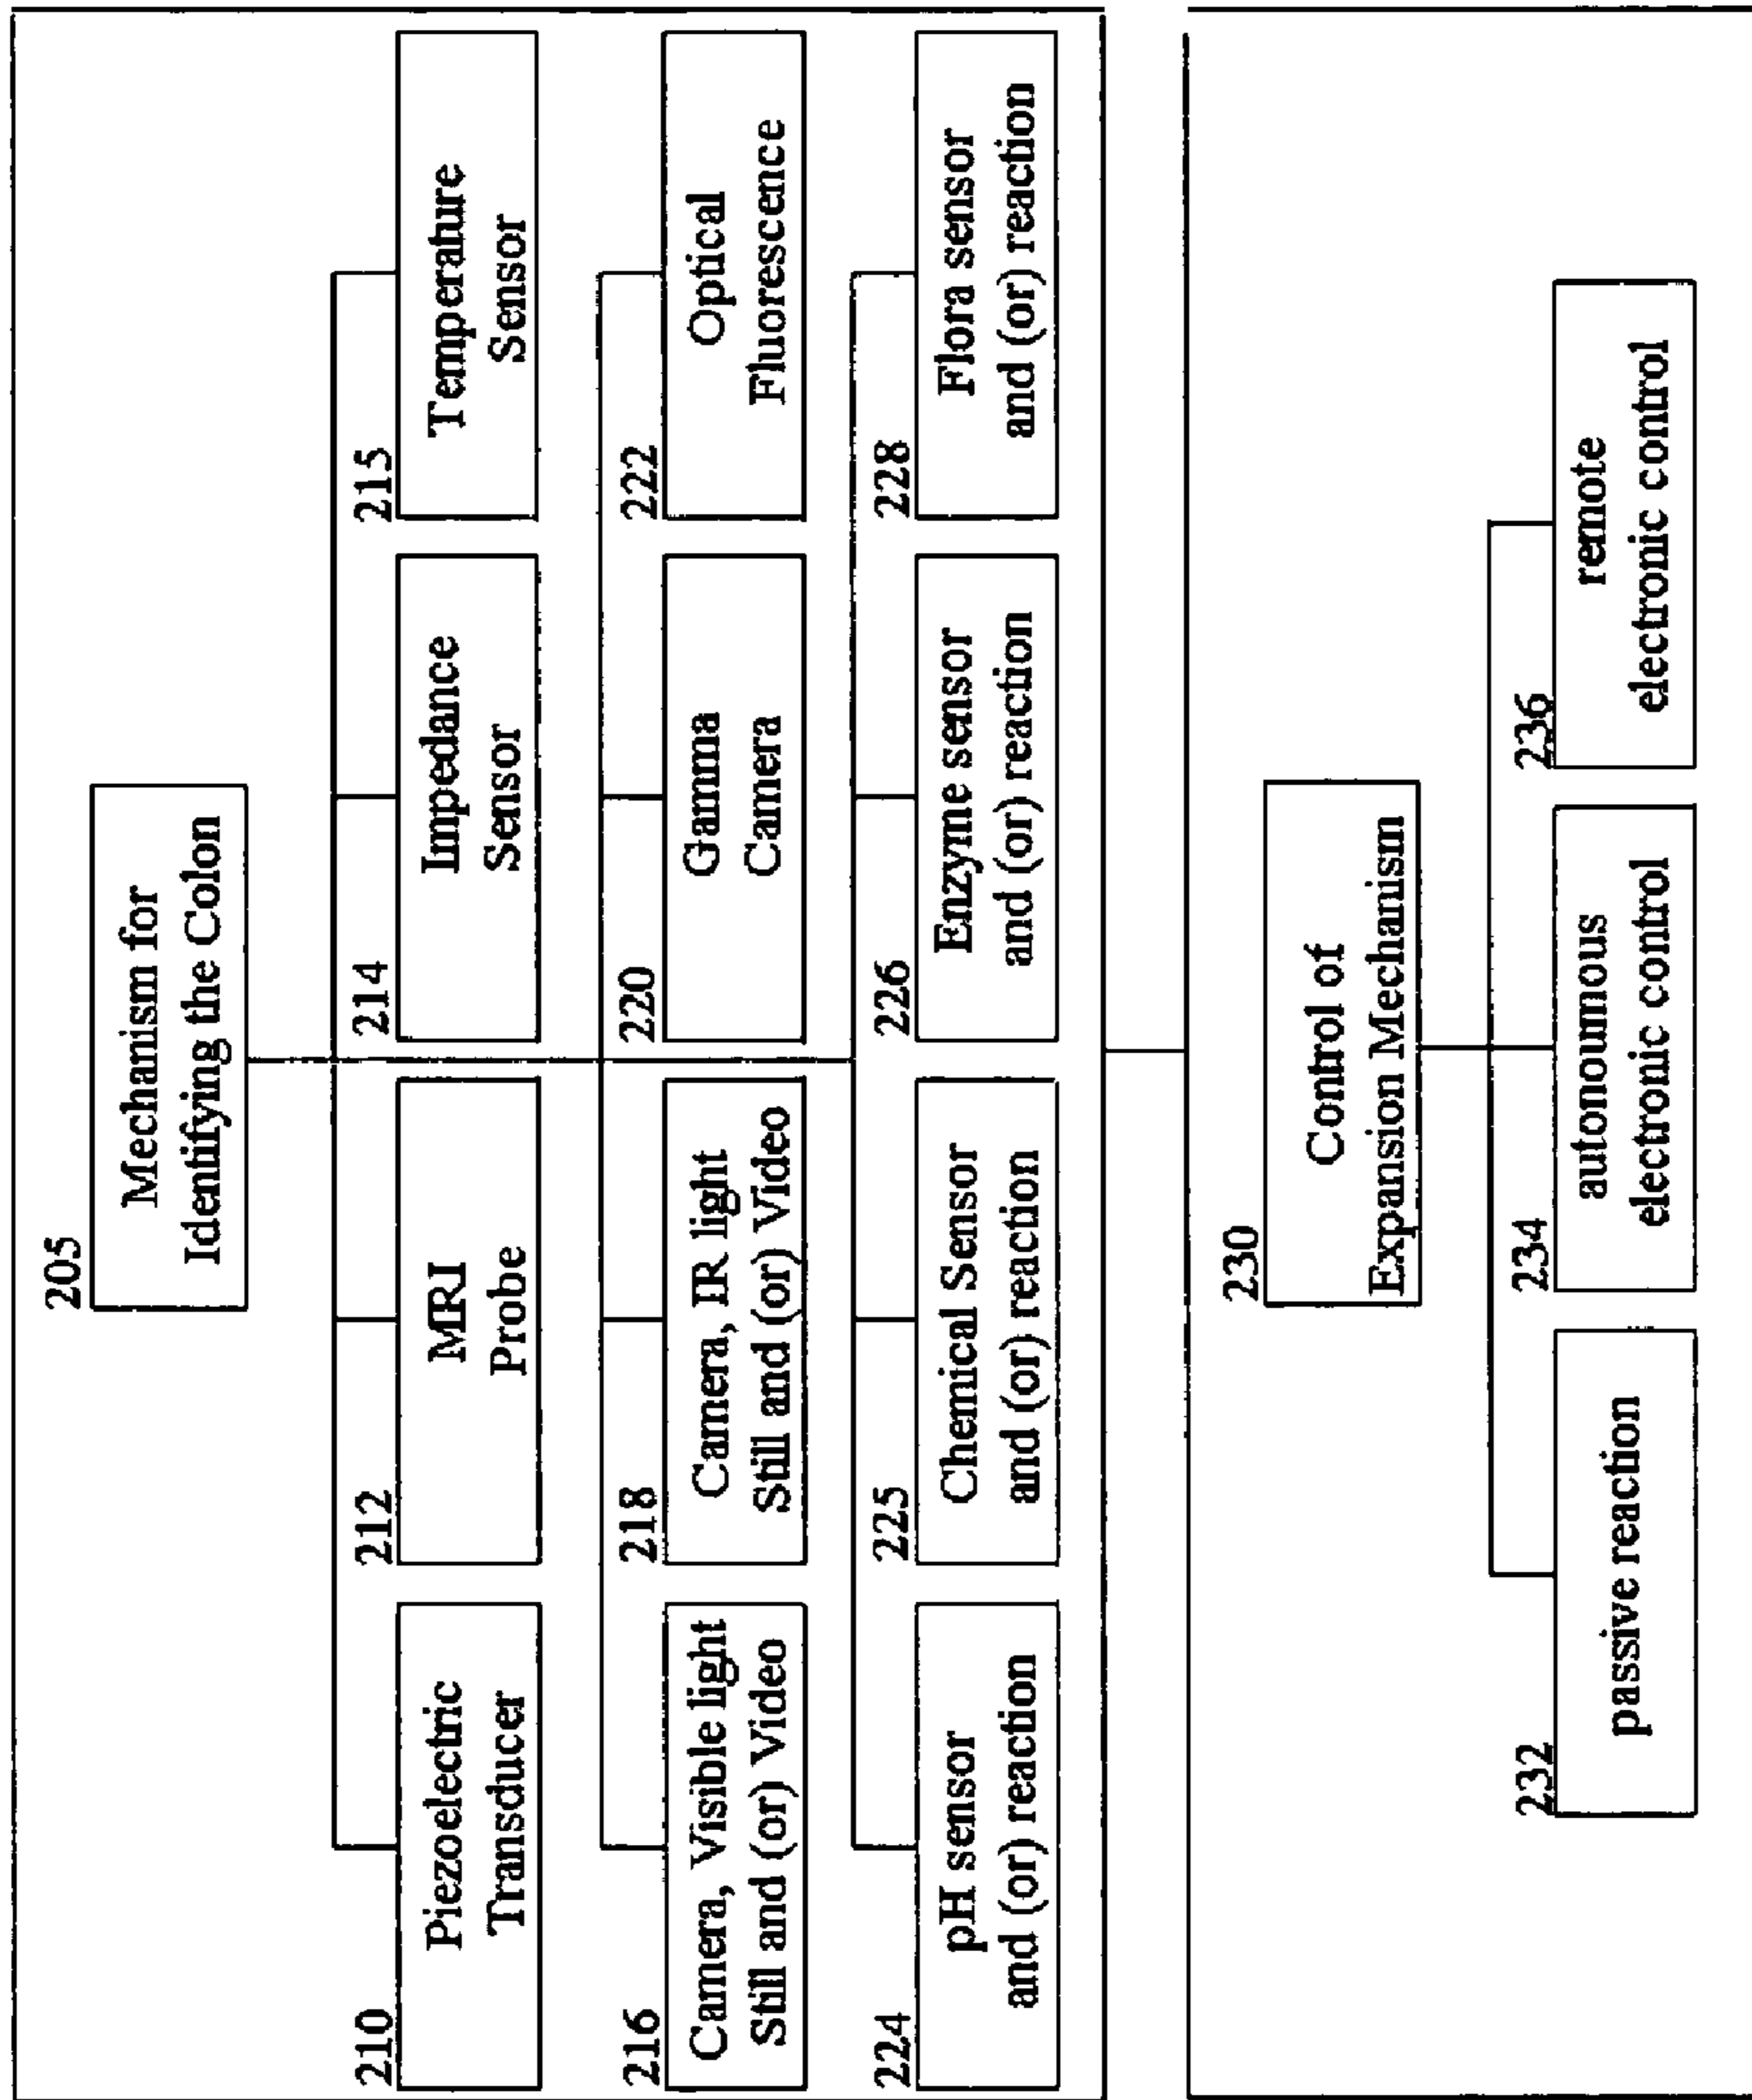 205
Mechanism for
Identifying the Colon
210
Piezoelectric
Transducer
212
MRI
Probe
214
Impedance
Sensor
215
Temperature
Sensor
216
Camera, Visible light
Still and (or) Video
218
Camera, IR light
Still and (or) Video
220
Gamma
Camera
222
Optical
Fluorescence
224
pH sensor
and (or) reaction
225
Chemical Sensor
and (or) reaction
226
Enzyme sensor
and (or) reaction
228
Flora sensor
and (or) reaction
230
Control of
Expansion Mechanism
232
passive reaction
234
autonoumous
electronic control
236
remote
electronic control